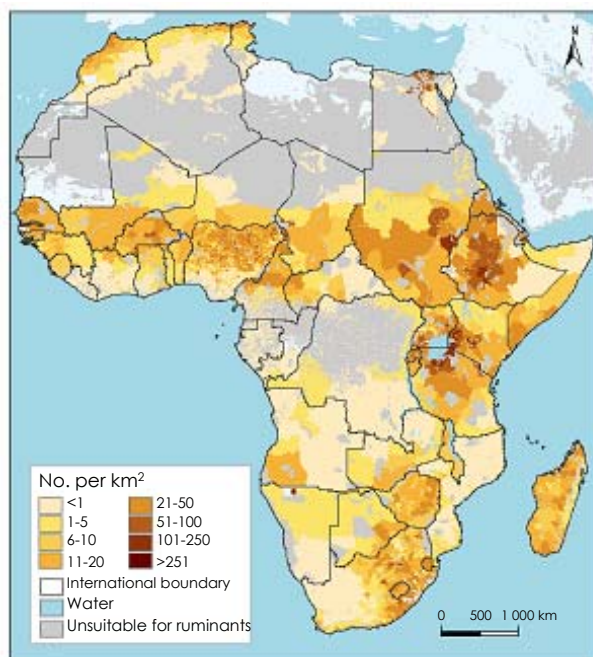 N
No. per km²
<1
1-5
6-10
11-20
21-50
51-100
101-250
>251
International boundary
Water
Unsuitable for ruminants
0 500 1 000 km